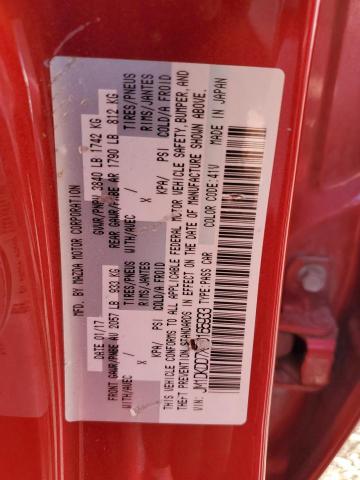 MFD. BY MAZDA MOTOR CORPORATION
DATE 01/17 GVWR/PNBV 3840 LB 1742 KG
FRONT GAWR/PNBE AV 2057 LB 933 KG REAR GAWR/PNBE AR 1790 LB 812 KG
WITH/AVEC TIRES/PNEUS WITH/AVEC TIRES/PNEUS
X RIMS/JANTES X RIMS/JANTES
KPA/ PSI COLD/A FROID KPA/ PSI COLD/A FROID
THIS VEHICLE CONFORMS TO ALL APPLICABLE FEDERAL MOTOR VEHICLE SAFETY, BUMPER, AND
THEFT PREVENTION STANDARDS IN EFFECT ON THE DATE OF MANUFACTURE SHOWN ABOVE.
VIN: TYPE:PASS CAR COLOR CODE:41V MADE IN JAPAN